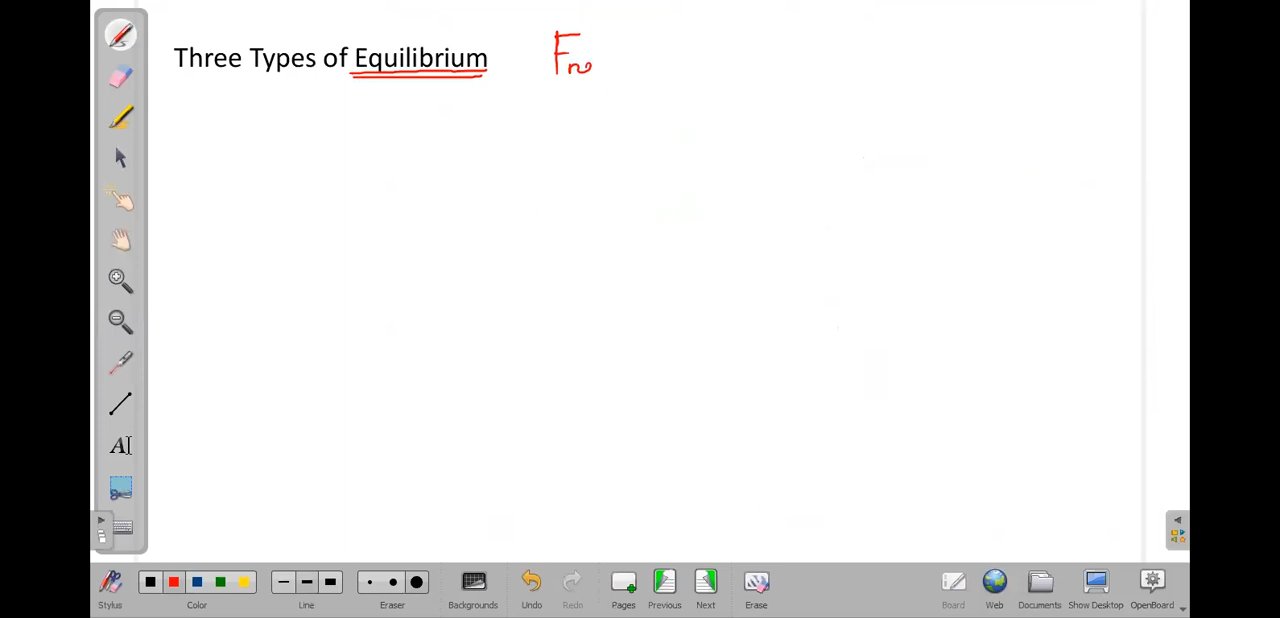 Three Types of Equilibrium F
A
Stylus Color Line Eraser Backgrounds Undo Redo Pages Previous Next Erase Board Web Documents Show Desktop OpenBoard